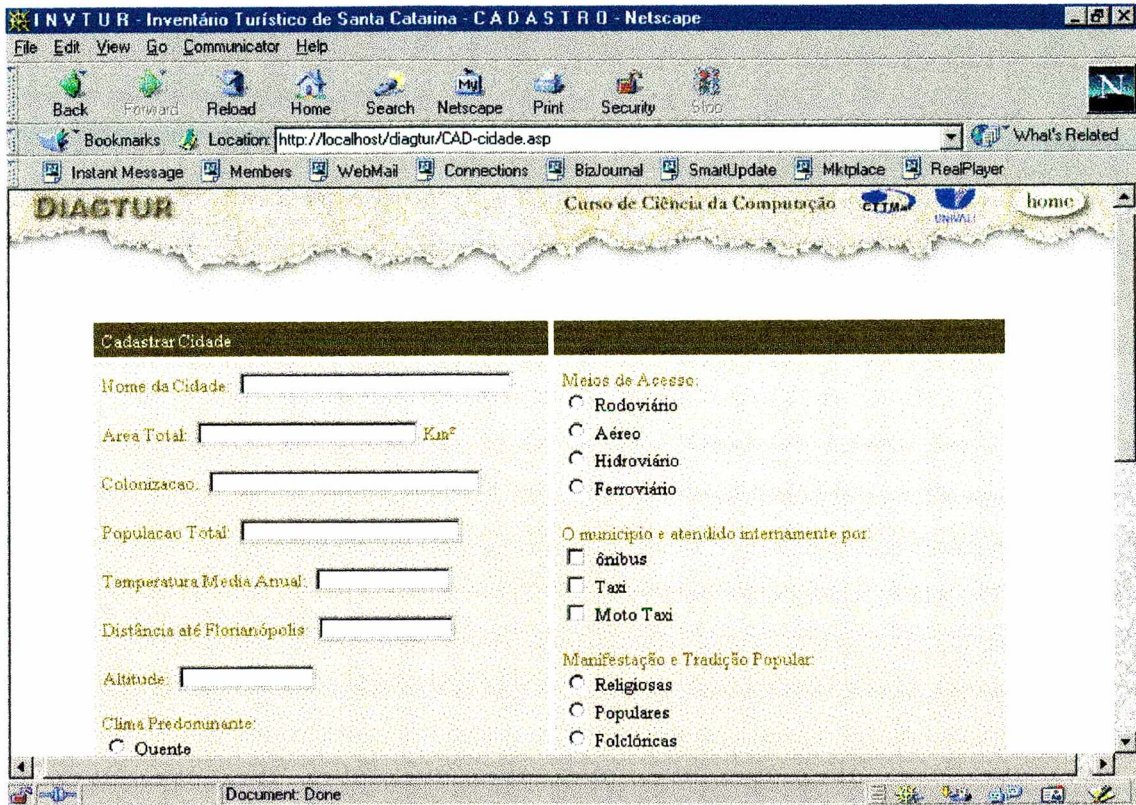 I N V T U R - Inventário Turístico de Santa Catarina - C A D A S T R O - Netscape
File Edit View Go Communicator Help
Back Forward Reload Home Search Netscape Print Security Stop
My
N
Bookmarks Location: http://localhost/diagtur/CAD-cidade.asp What's Related
Instant Message Members WebMail Connections BizJournal SmartUpdate Mktplace RealPlayer
DIAGTUR Curso de Ciência da Computação CTTMar UNIVALI home
Cadastrar Cidade
Nome da Cidade:
Area Total: Km²
Colonizacao:
Populacao Total:
Temperatura Media Anual:
Distância até Florianópolis:
Altitude:
Clima Predominante:
Quente
Meios de Acesso:
Rodoviário
Aéreo
Hidroviário
Ferroviário
O municipio e atendido internamente por:
ônibus
Taxi
Moto Taxi
Manifestação e Tradição Popular:
Religiosas
Populares
Folclóricas
Document: Done